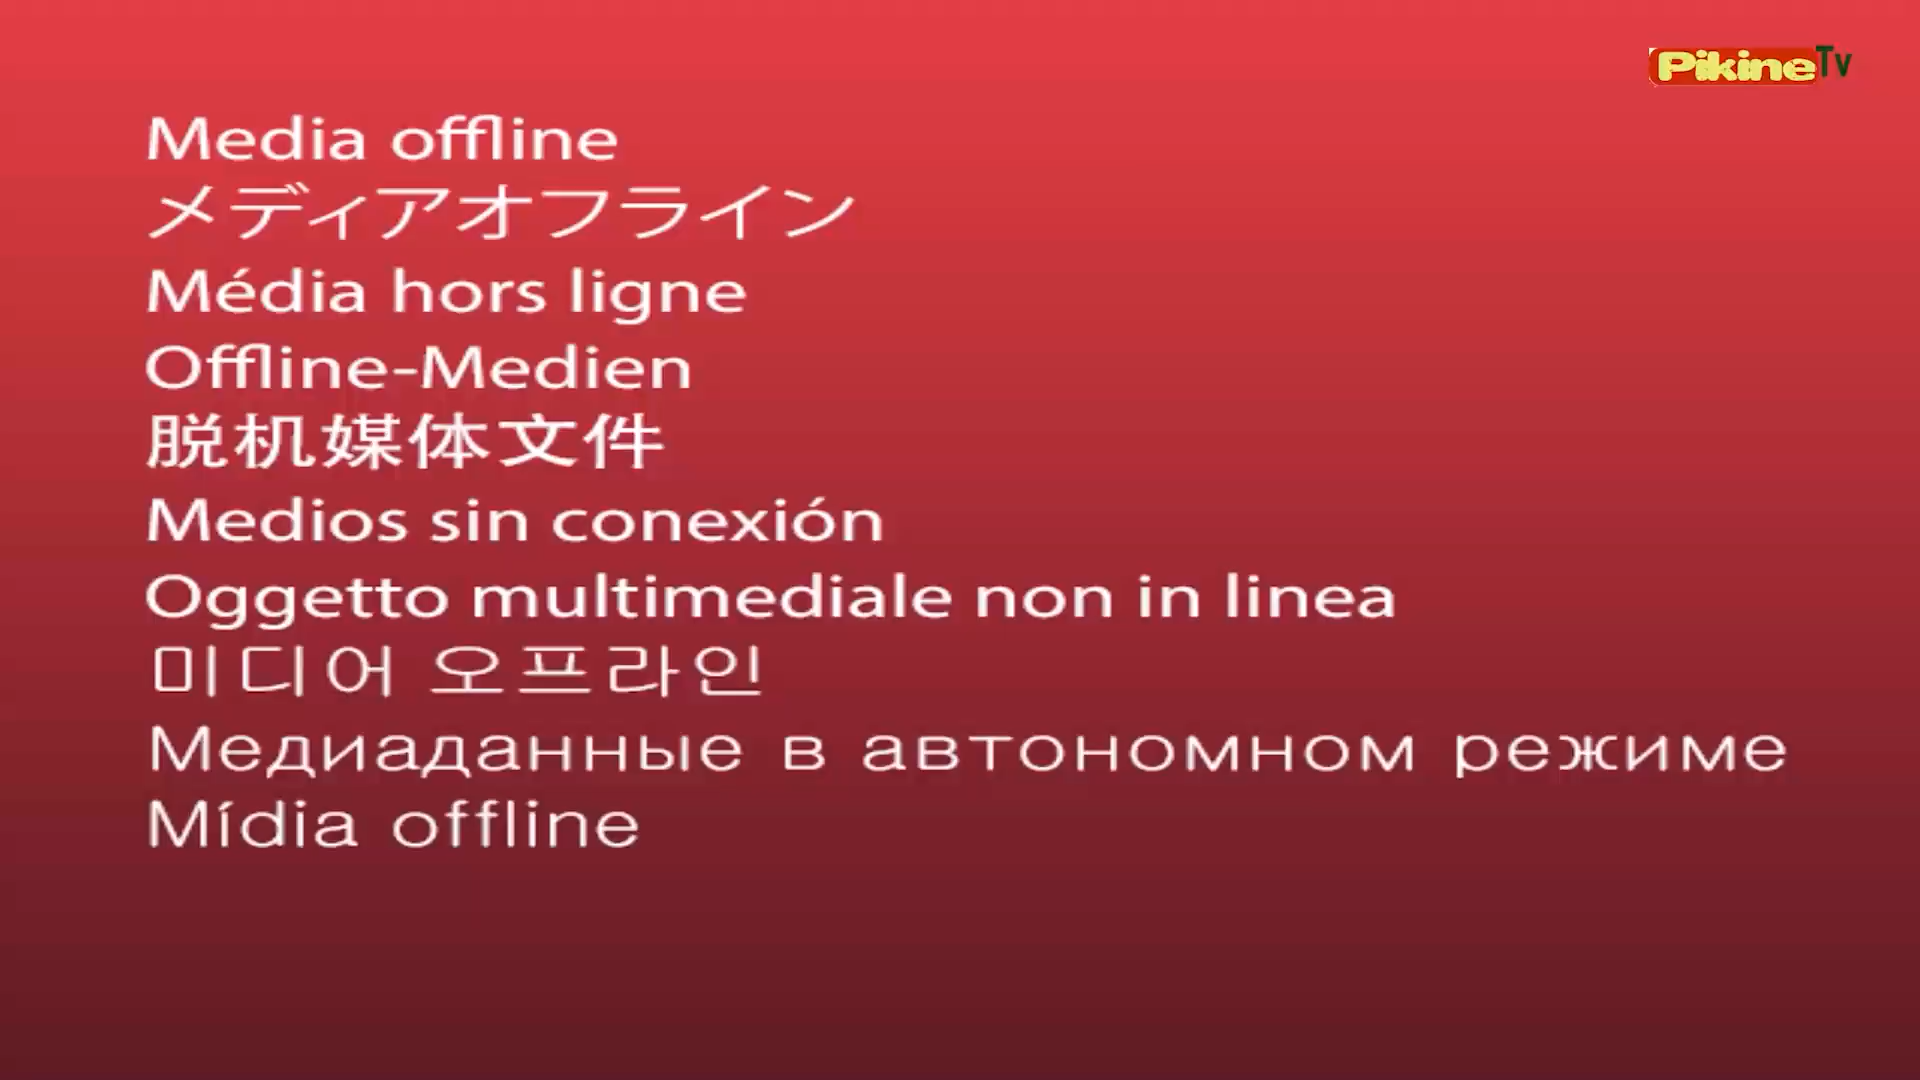 PikineTv
Media offline
メディアオフライン
Média hors ligne
Offline-Medien
脱机媒体文件
Medios sin conexión
Oggetto multimediale non in linea
미디어 오프라인
Медиаданные в автономном режиме
Mídia offline